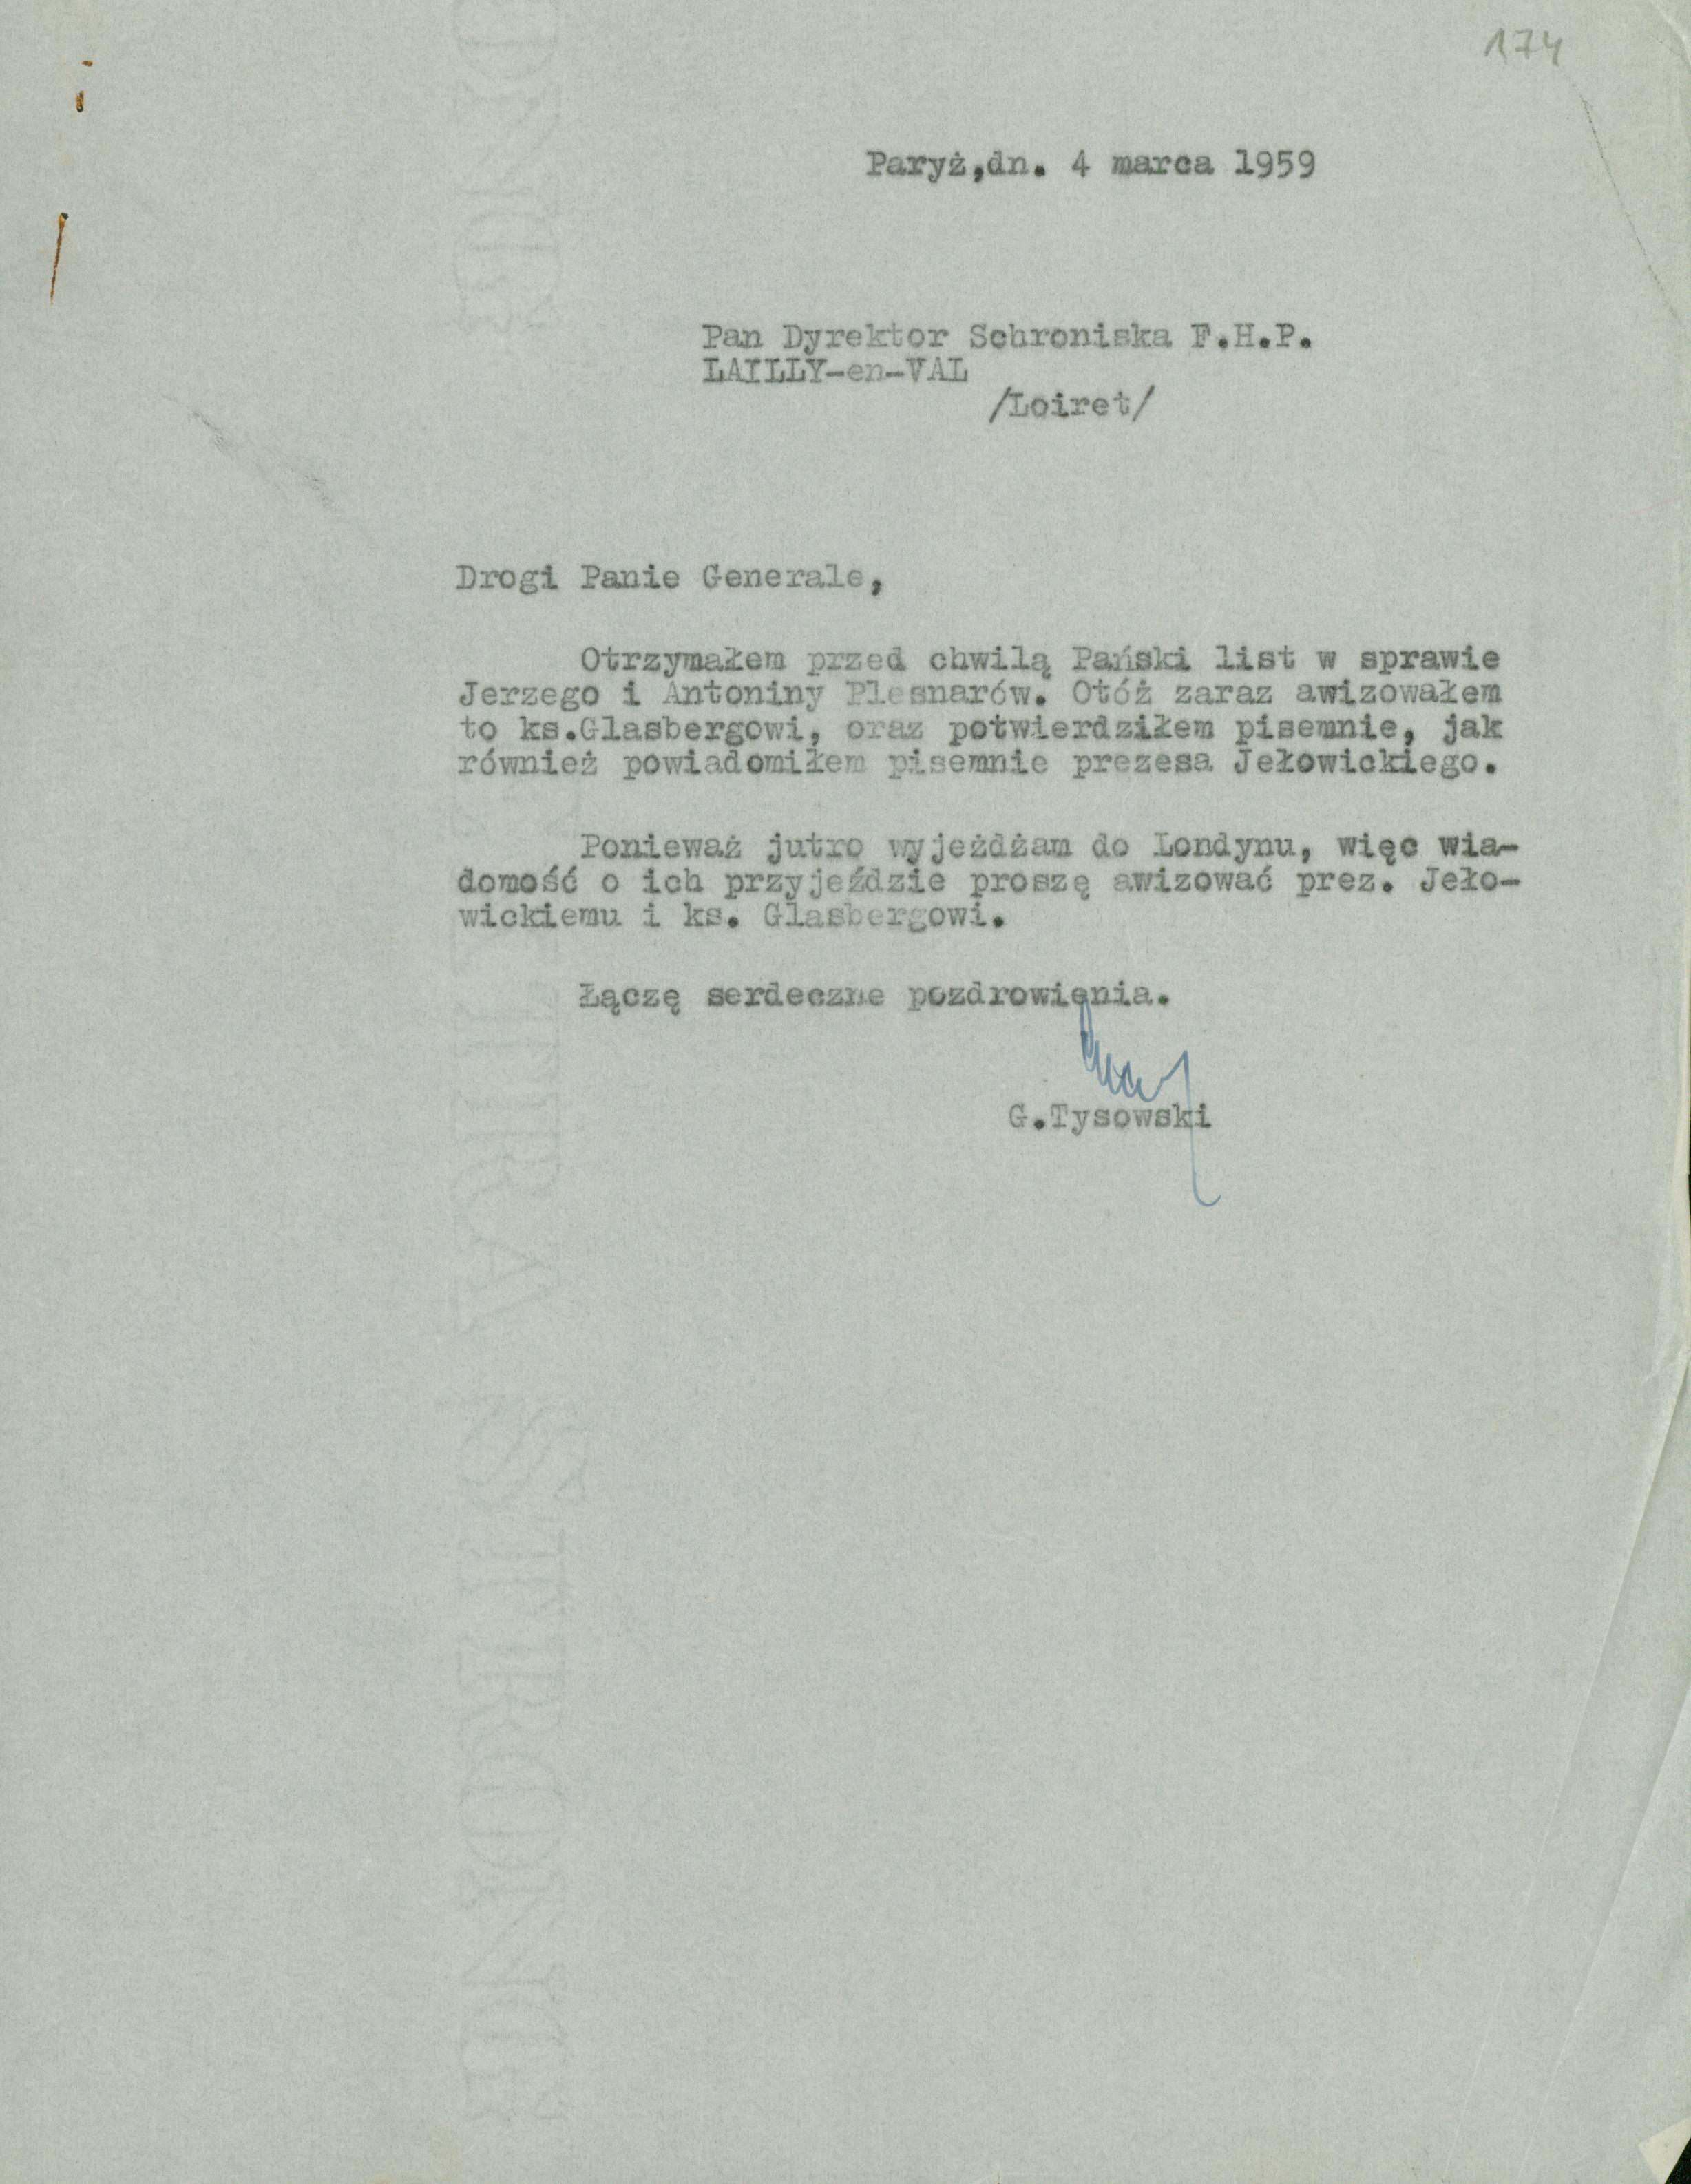 174
Paryż,dn. 4 marca 1959
Pan Dyrektor Schroniska F.H.P.
LAILLY-en-VAL
/Loiret/
Drogi Panie Generale,
Otrzymałem przed chwilą Pański list w sprawie
Jerzego i Antoniny Plesnarów. Otóż zaraz awizowałem
to ks.Glasbergowi, oraz potwierdziłem pisemnie, jak
również powiadomiłem pisemnie prezesa Jełowickiego.
Ponieważ jutro wyjeżdżam do Londynu, więc wia-
domość o ich przyjeździe proszę awizować prez. Jeło-
wickiemu i ks. Glasbergowi.
Łączę serdeczne pozdrowienia.
G.Tysowski